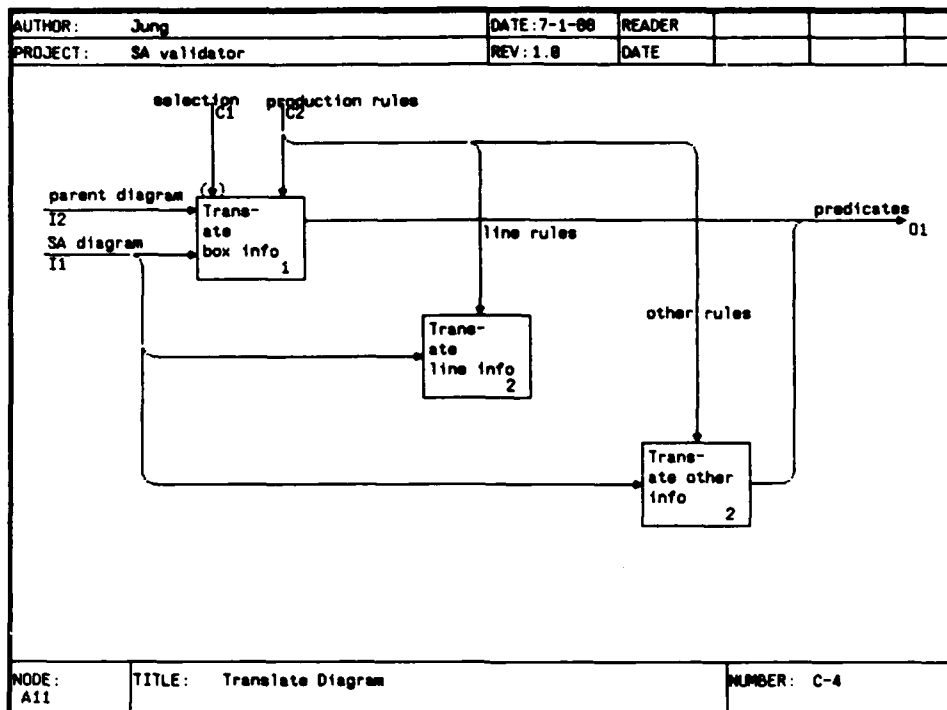 AUTHOR: Jung DATE:7-1-88 READER
PROJECT: SA validator REV:1.0 DATE
selection production rules
C1 C2
parent diagram
I2
SA diagram
I1
(.)
Trans-
ate
box info
1
predicates
O1
line rules
other rules
Trans-
ate
line info
2
Trans-
ate other
info
2
NODE: TITLE: Translate Diagram NUMBER: C-4
A11